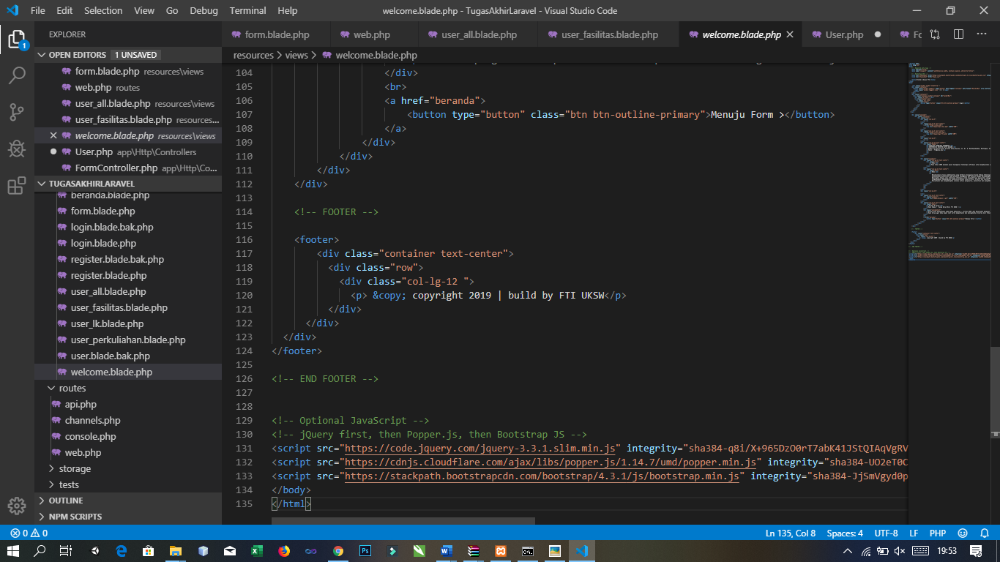 File Edit Selection View Go Debug Terminal Help
welcome.blade.php - TugasAkhirLaravel - Visual Studio Code
1
EXPLORER
OPEN EDITORS 1 UNSAVED
form.blade.php resources\views
web.php routes
user_all.blade.php resources\views
user_fasilitas.blade.php resources...
welcome.blade.php resources\views
User.php app\Http\Controllers
FormController.php app\Http\Co...
TUGASAKHIRLARAVEL
beranda.blade.php
form.blade.php
login.blade.bak.php
login.blade.php
register.blade.bak.php
register.blade.php
user_all.blade.php
user_fasilitas.blade.php
user_lk.blade.php
user_perkuliahan.blade.php
user.blade.bak.php
welcome.blade.php
routes
api.php
channels.php
console.php
web.php
storage
tests
OUTLINE
NPM SCRIPTS
form.blade.php web.php user_all.blade.php user_fasilitas.blade.php welcome.blade.php User.php Fo
resources > views > welcome.blade.php
104 </div>
105 <br>
106 <a href="beranda">
107 <button type="button" class="btn btn-outline-primary">Menuju Form ></button>
108 </a>
109 </div>
110 </div>
111 </div>
112 </div>
113
114 <!-- FOOTER -->
115
116 <footer>
117 <div class="container text-center">
118 <div class="row">
119 <div class="col-lg-12 ">
120 <p> &copy; copyright 2019 | build by FTI UKSW</p>
121 </div>
122 </div>
123 </div>
124 </footer>
125
126 <!-- END FOOTER -->
127
128
129 <!-- Optional JavaScript -->
130 <!-- jQuery first, then Popper.js, then Bootstrap JS -->
131 <script src="https://code.jquery.com/jquery-3.3.1.slim.min.js" integrity="sha384-q8i/X+965DzO0rT7abK41JStQIAqVgRV
132 <script src="https://cdnjs.cloudflare.com/ajax/libs/popper.js/1.14.7/umd/popper.min.js" integrity="sha384-UO2eT0C
133 <script src="https://stackpath.bootstrapcdn.com/bootstrap/4.3.1/js/bootstrap.min.js" integrity="sha384-JjSmVgyd0p
134 </body>
135 </html>
0 0
Ln 135, Col 8 Spaces: 4 UTF-8 LF PHP
19:53